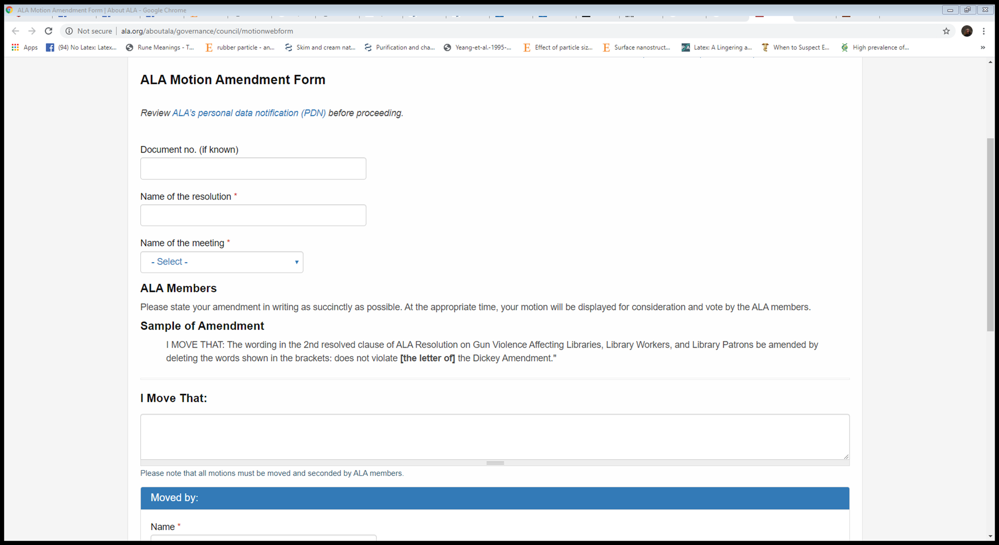 ALA Motion Amendment Form | About ALA - Google Chrome
Not secure | ala.org/aboutala/governance/council/motionwebform
Apps (94) No Latex: Latex... Rune Meanings - T... rubber particle - an... Skim and cream nat... Purification and cha... Yeang-et-al.-1995-... Effect of particle siz... Surface nanostruct... Latex: A Lingering a... When to Suspect E... High prevalence of... »
ALA Motion Amendment Form
Review ALA’s personal data notification (PDN) before proceeding.
Document no. (if known)
Name of the resolution *
Name of the meeting *
- Select -
ALA Members
Please state your amendment in writing as succinctly as possible. At the appropriate time, your motion will be displayed for consideration and vote by the ALA members.
Sample of Amendment
I MOVE THAT: The wording in the 2nd resolved clause of ALA Resolution on Gun Violence Affecting Libraries, Library Workers, and Library Patrons be amended by
deleting the words shown in the brackets: does not violate [the letter of] the Dickey Amendment."
I Move That:
Please note that all motions must be moved and seconded by ALA members.
Moved by:
Name *